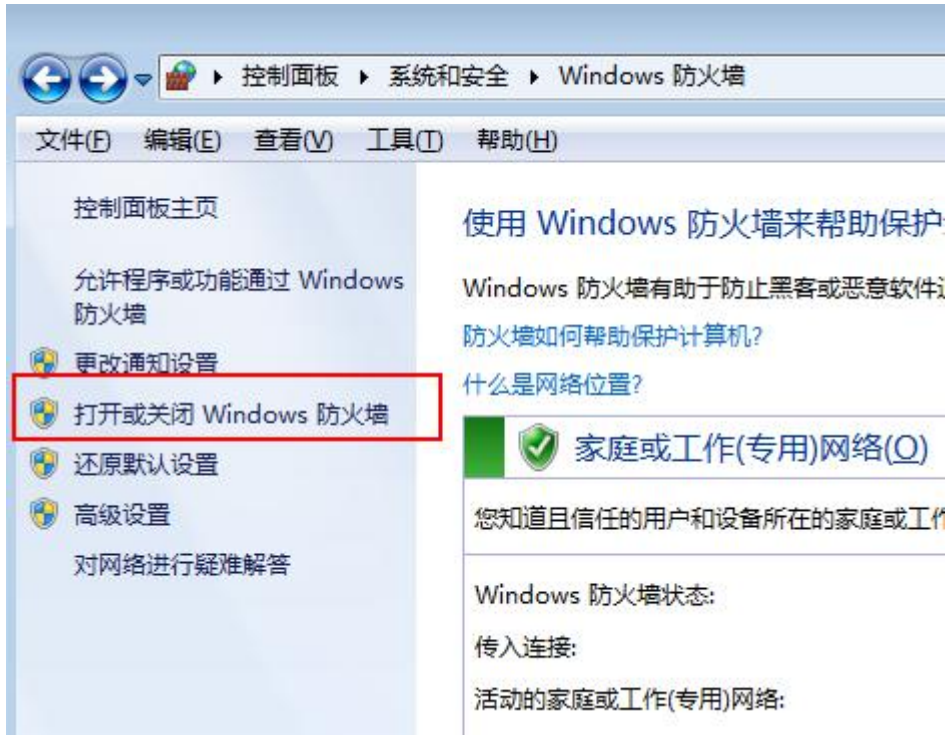 控制面板 ▸ 系统和安全 ▸ Windows 防火墙
文件(F) 编辑(E) 查看(V) 工具(T) 帮助(H)
控制面板主页
允许程序或功能通过 Windows
防火墙
更改通知设置
打开或关闭 Windows 防火墙
还原默认设置
高级设置
对网络进行疑难解答
使用 Windows 防火墙来帮助保护
Windows 防火墙有助于防止黑客或恶意软件
防火墙如何帮助保护计算机?
什么是网络位置?
家庭或工作(专用)网络(O)
您知道且信任的用户和设备所在的家庭或工作
Windows 防火墙状态:
传入连接:
活动的家庭或工作(专用)网络: